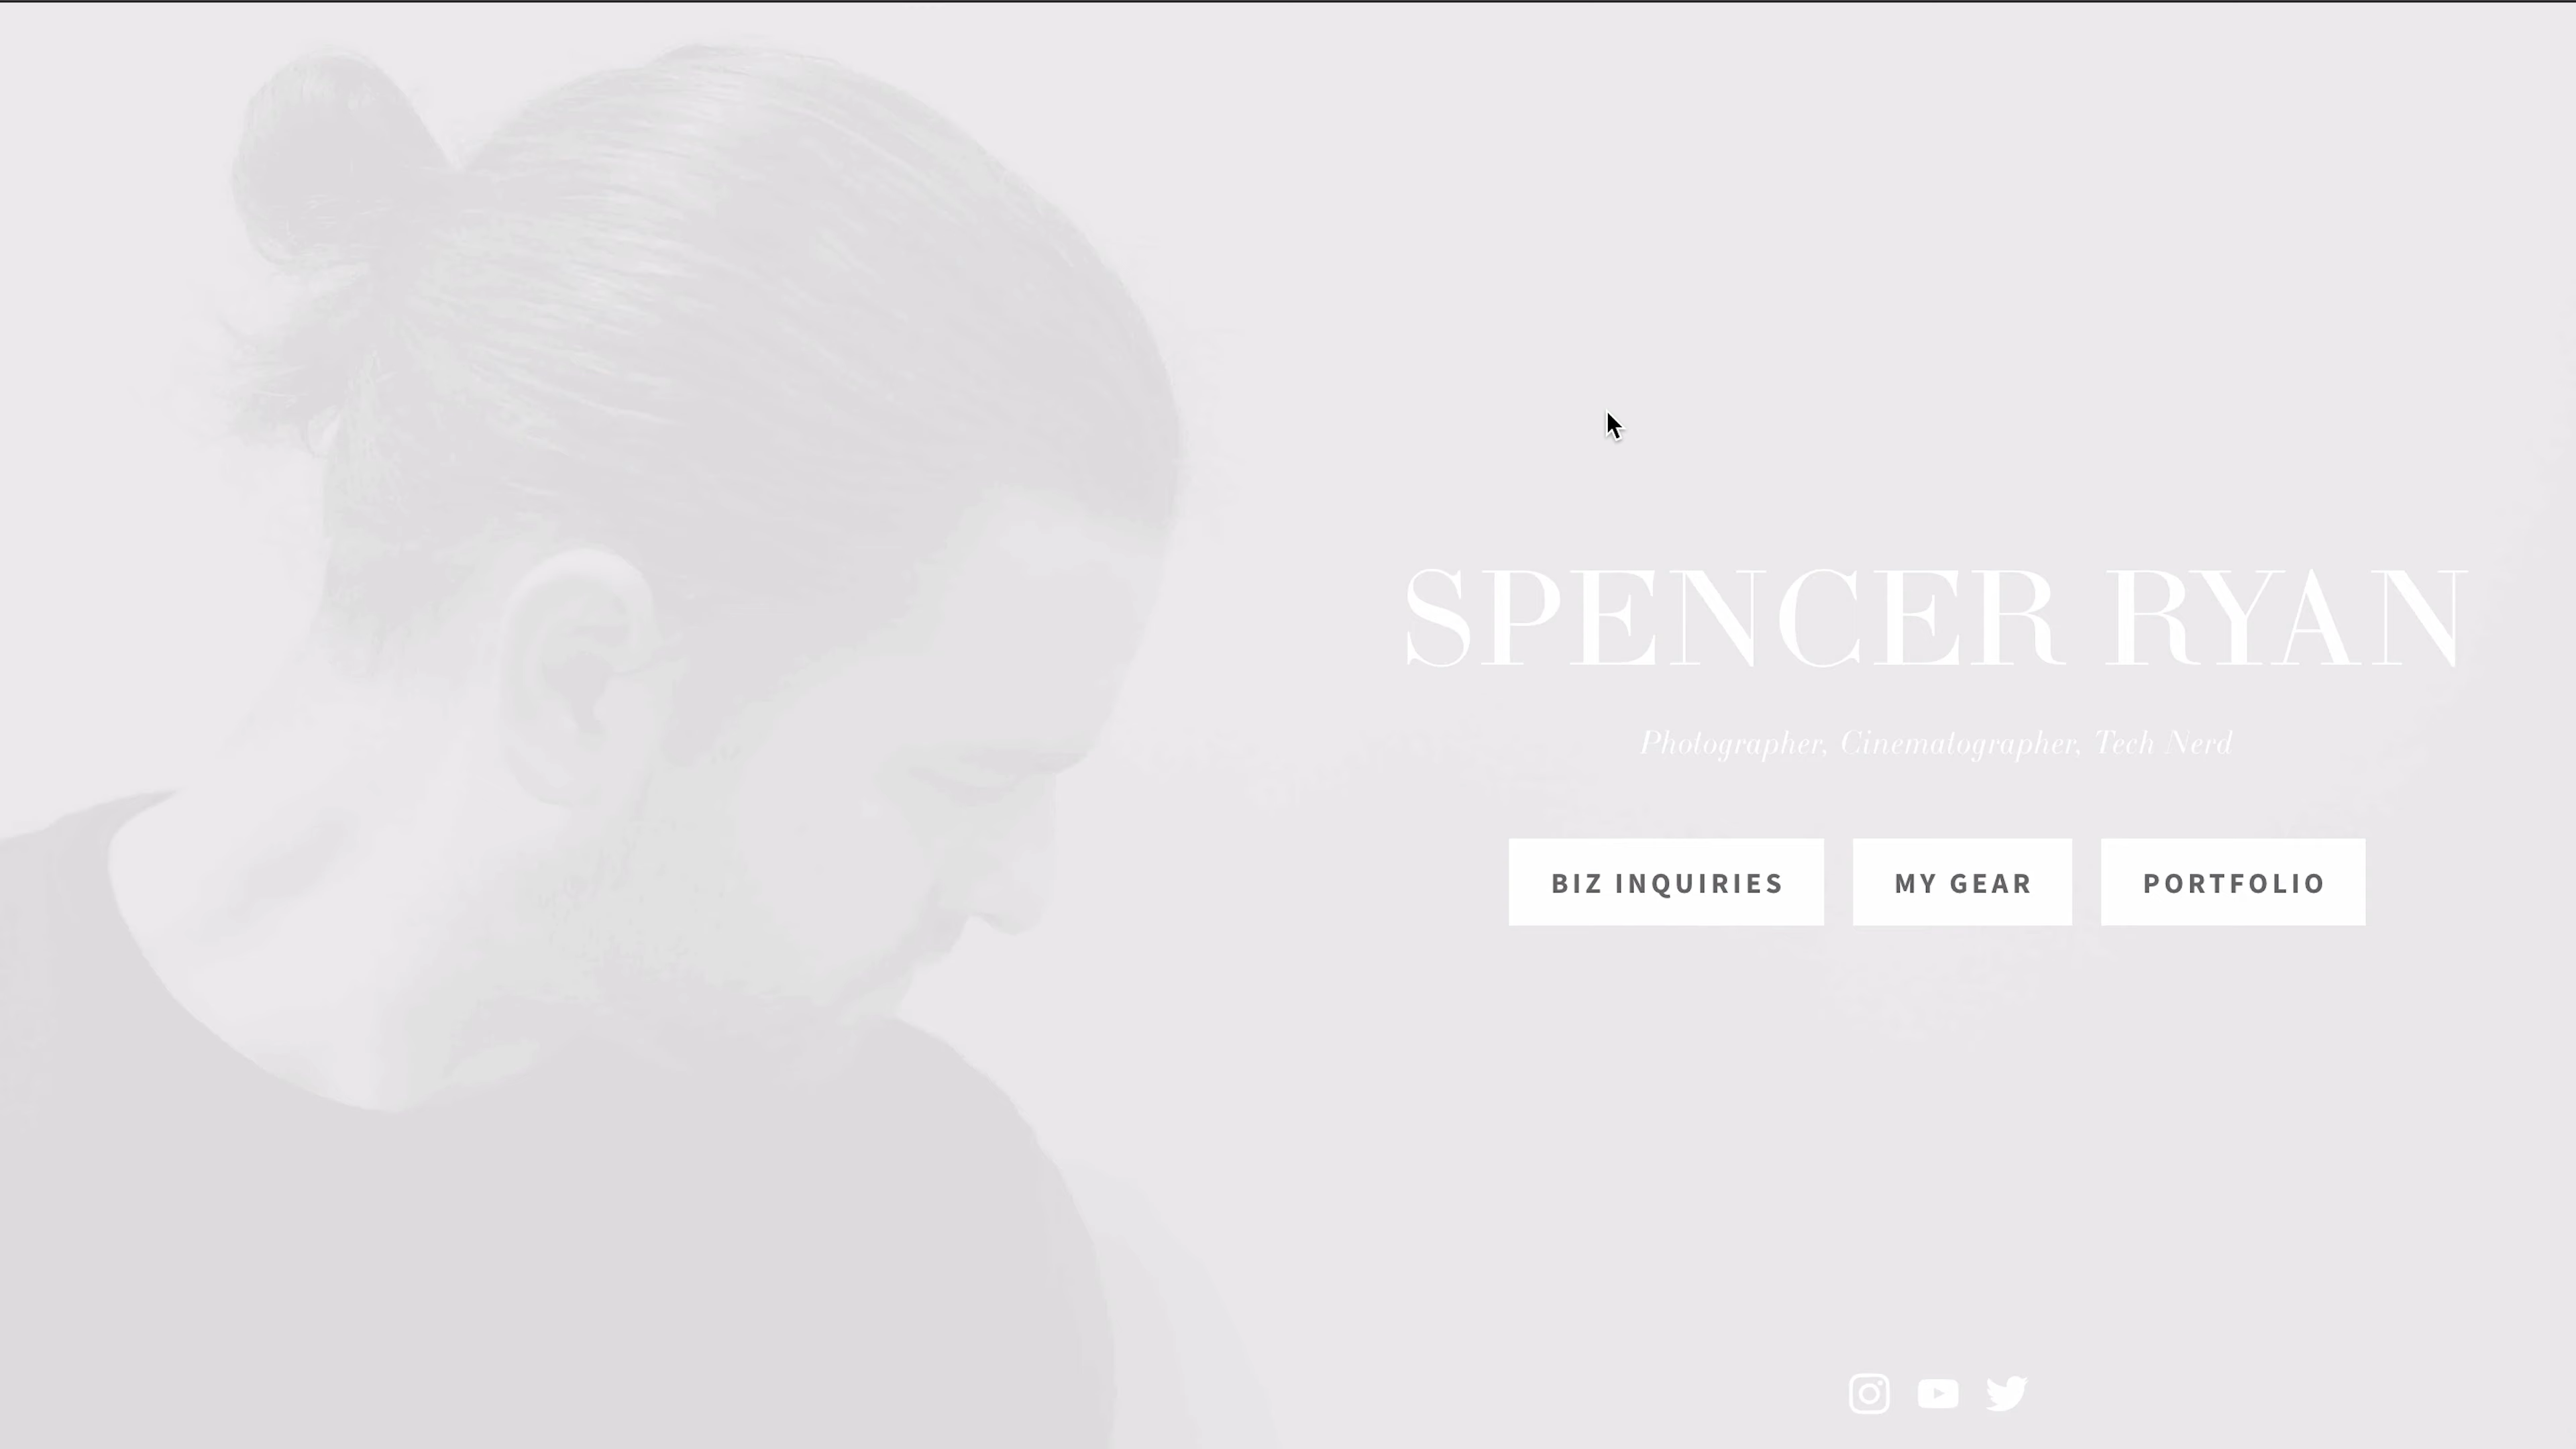 SPENCER RYAN
Photographer, Cinematographer, Tech Nerd
BIZ INQUIRIES
MY GEAR
PORTFOLIO